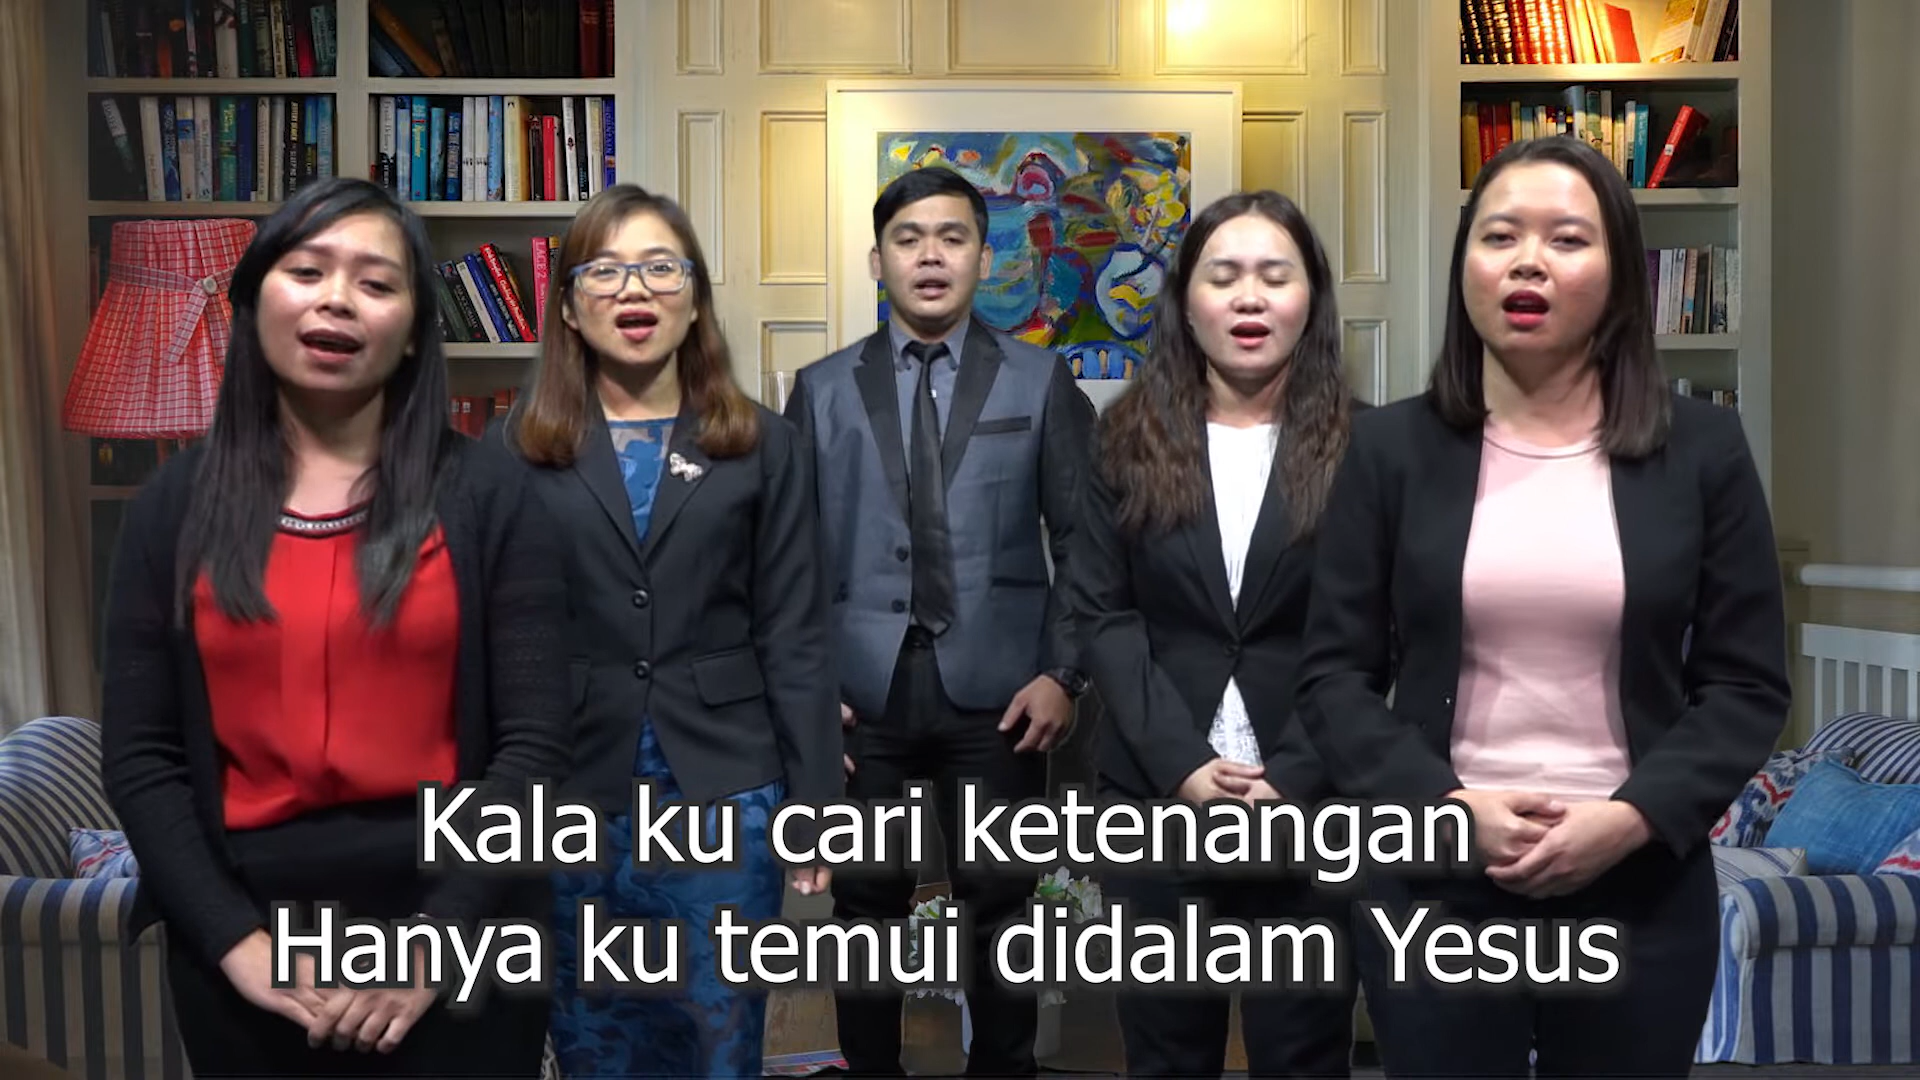 Kala ku cari ketenangan
Hanya ku temui didalam Yesus